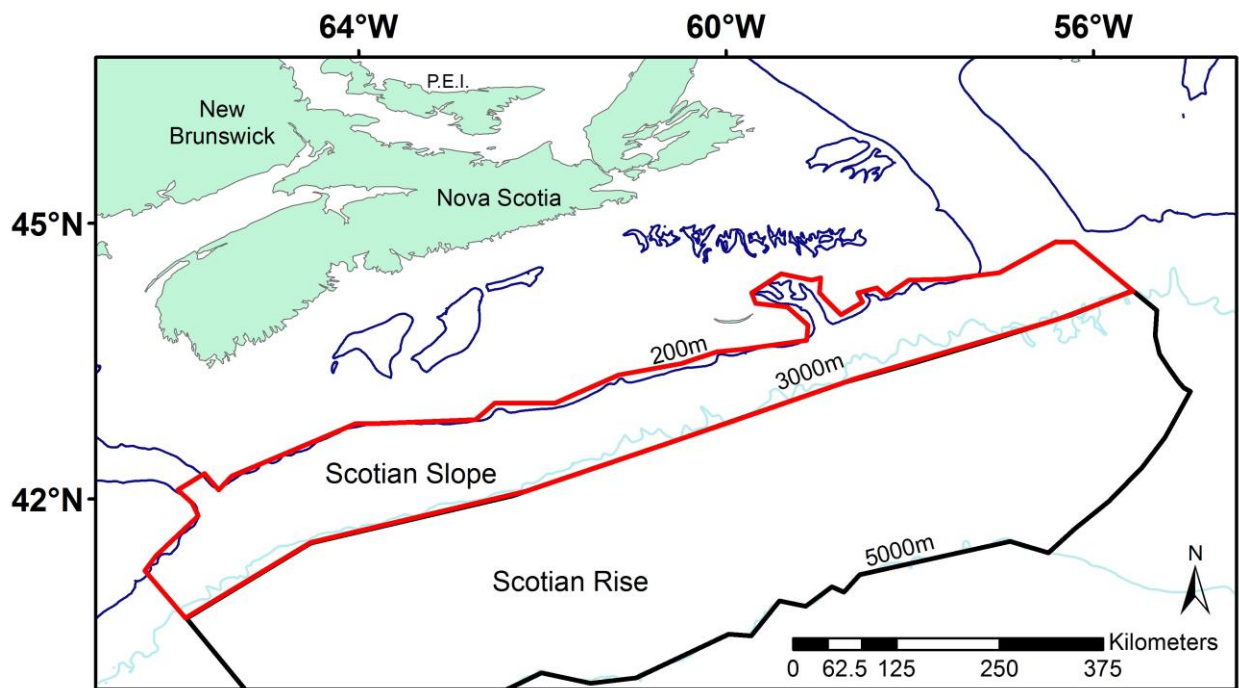 64°W 60°W 56°W
P.E.I.
New
Brunswick
Nova Scotia
45°N
200m
3000m
Scotian Slope
42°N
5000m
Scotian Rise
N
Kilometers
0 62.5 125 250 375